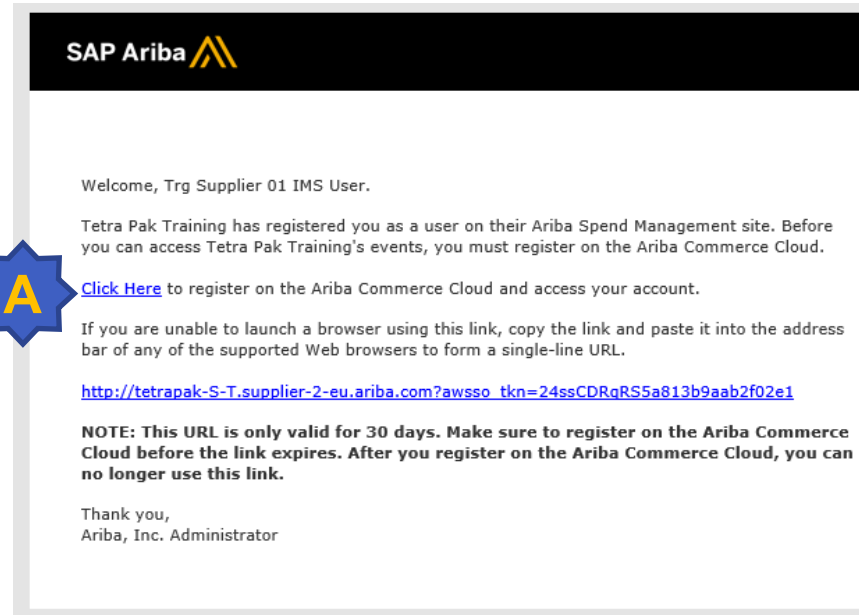 SAP Ariba
Welcome, Trg Supplier 01 IMS User.
Tetra Pak Training has registered you as a user on their Ariba Spend Management site. Before
you can access Tetra Pak Training's events, you must register on the Ariba Commerce Cloud.
A
Click Here to register on the Ariba Commerce Cloud and access your account.
If you are unable to launch a browser using this link, copy the link and paste it into the address
bar of any of the supported Web browsers to form a single-line URL.
http://tetrapak-S-T.supplier-2-eu.ariba.com?awsso_tkn=24ssCDRqRS5a813b9aab2f02e1
NOTE: This URL is only valid for 30 days. Make sure to register on the Ariba Commerce
Cloud before the link expires. After you register on the Ariba Commerce Cloud, you can
no longer use this link.
Thank you,
Ariba, Inc. Administrator